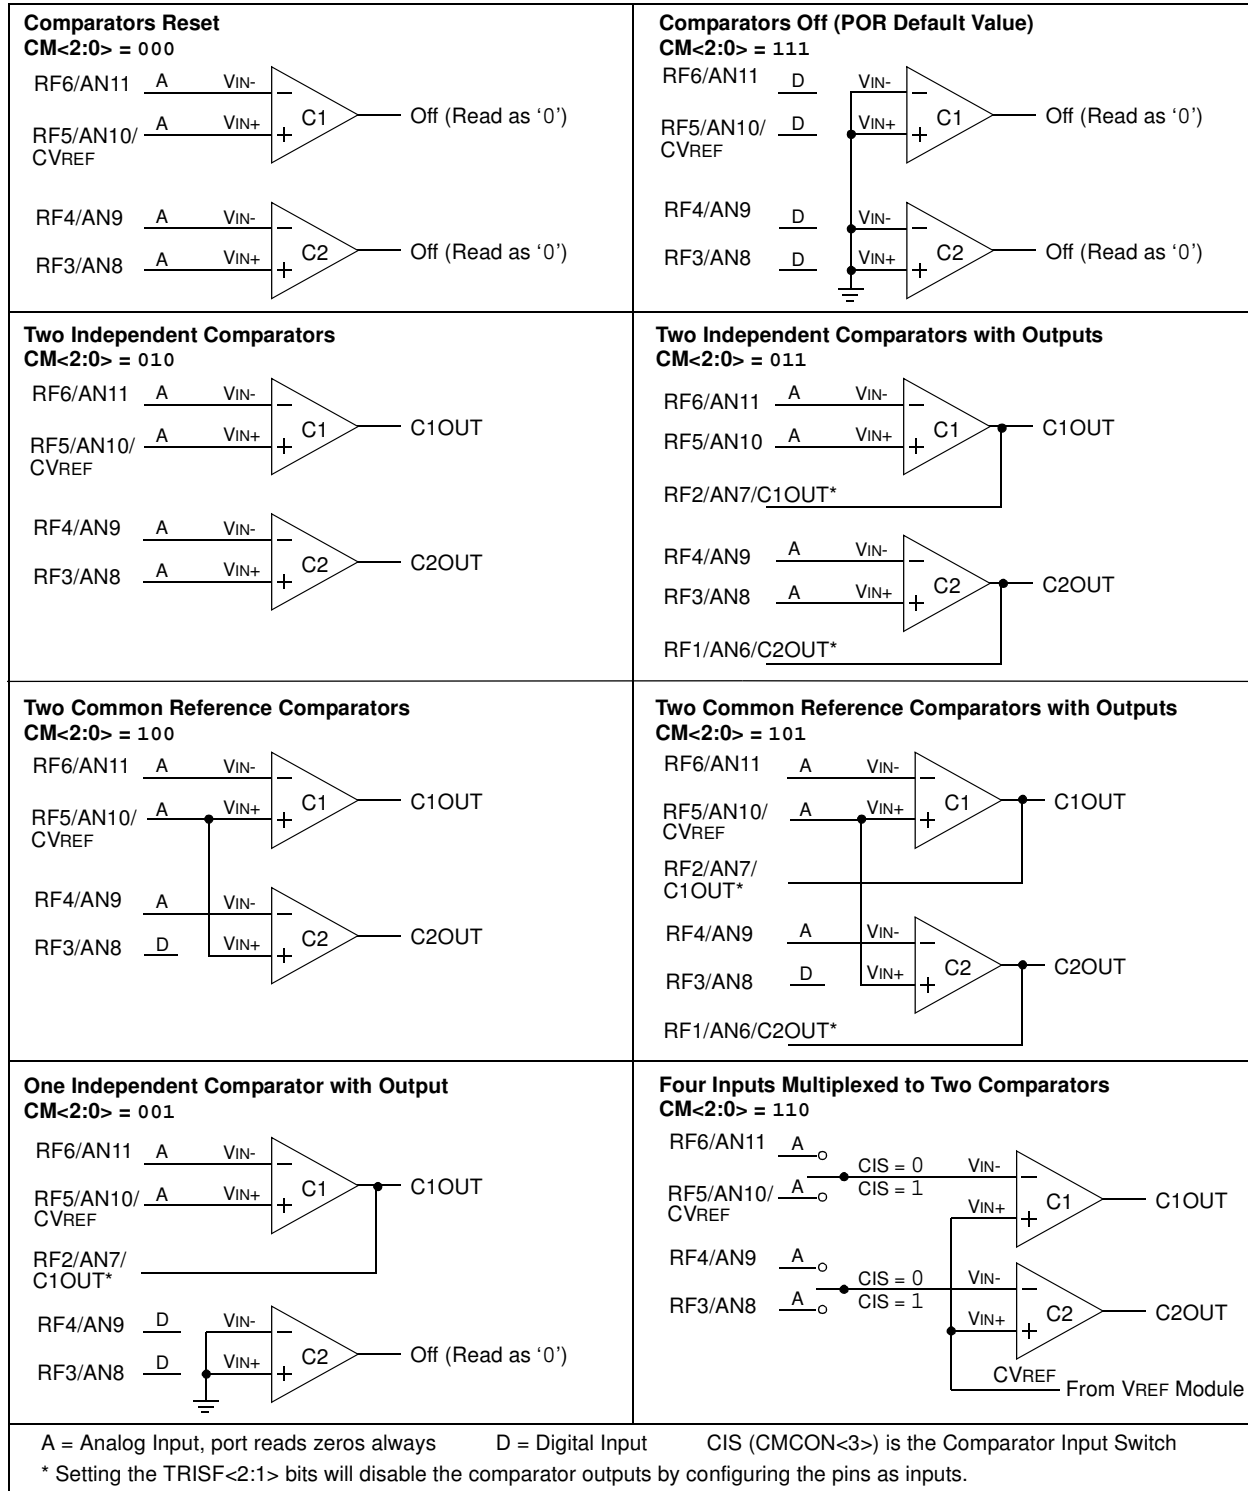 Comparators Reset
CM<2:0> = 000
RF6/AN11 A VIN-
C1 Off (Read as ‘0’)
RF5/AN10/ A VIN+
CVREF
RF4/AN9 A VIN-
C2 Off (Read as ‘0’)
RF3/AN8 A VIN+
Comparators Off (POR Default Value)
CM<2:0> = 111
RF6/AN11 D VIN-
C1 Off (Read as ‘0’)
RF5/AN10/ D VIN+
CVREF
RF4/AN9 D VIN-
C2 Off (Read as ‘0’)
RF3/AN8 D VIN+
Two Independent Comparators
CM<2:0> = 010
RF6/AN11 A VIN-
C1 C1OUT
RF5/AN10/ A VIN+
CVREF
RF4/AN9 A VIN-
C2 C2OUT
RF3/AN8 A VIN+
Two Independent Comparators with Outputs
CM<2:0> = 011
RF6/AN11 A VIN-
C1 C1OUT
RF5/AN10 A VIN+
RF2/AN7/C1OUT*
RF4/AN9 A VIN-
C2 C2OUT
RF3/AN8 A VIN+
RF1/AN6/C2OUT*
Two Common Reference Comparators
CM<2:0> = 100
RF6/AN11 A VIN-
C1 C1OUT
RF5/AN10/ A VIN+
CVREF
RF4/AN9 A VIN-
C2 C2OUT
RF3/AN8 D VIN+
Two Common Reference Comparators with Outputs
CM<2:0> = 101
RF6/AN11 A VIN-
C1 C1OUT
RF5/AN10/ A VIN+
CVREF
RF2/AN7/
C1OUT*
RF4/AN9 A VIN-
C2 C2OUT
RF3/AN8 D VIN+
RF1/AN6/C2OUT*
One Independent Comparator with Output
CM<2:0> = 001
RF6/AN11 A VIN-
C1 C1OUT
RF5/AN10/ A VIN+
CVREF
RF2/AN7/
C1OUT*
RF4/AN9 D VIN-
C2 Off (Read as ‘0’)
RF3/AN8 D VIN+
Four Inputs Multiplexed to Two Comparators
CM<2:0> = 110
RF6/AN11 A
CIS = 0 VIN-
RF5/AN10/ A CIS = 1
CVREF
C1 C1OUT
VIN+
RF4/AN9 A
CIS = 0 VIN-
RF3/AN8 A CIS = 1
C2 C2OUT
VIN+
CVREF
From VREF Module
A = Analog Input, port reads zeros always D = Digital Input CIS (CMCON<3>) is the Comparator Input Switch
* Setting the TRISF<2:1> bits will disable the comparator outputs by configuring the pins as inputs.